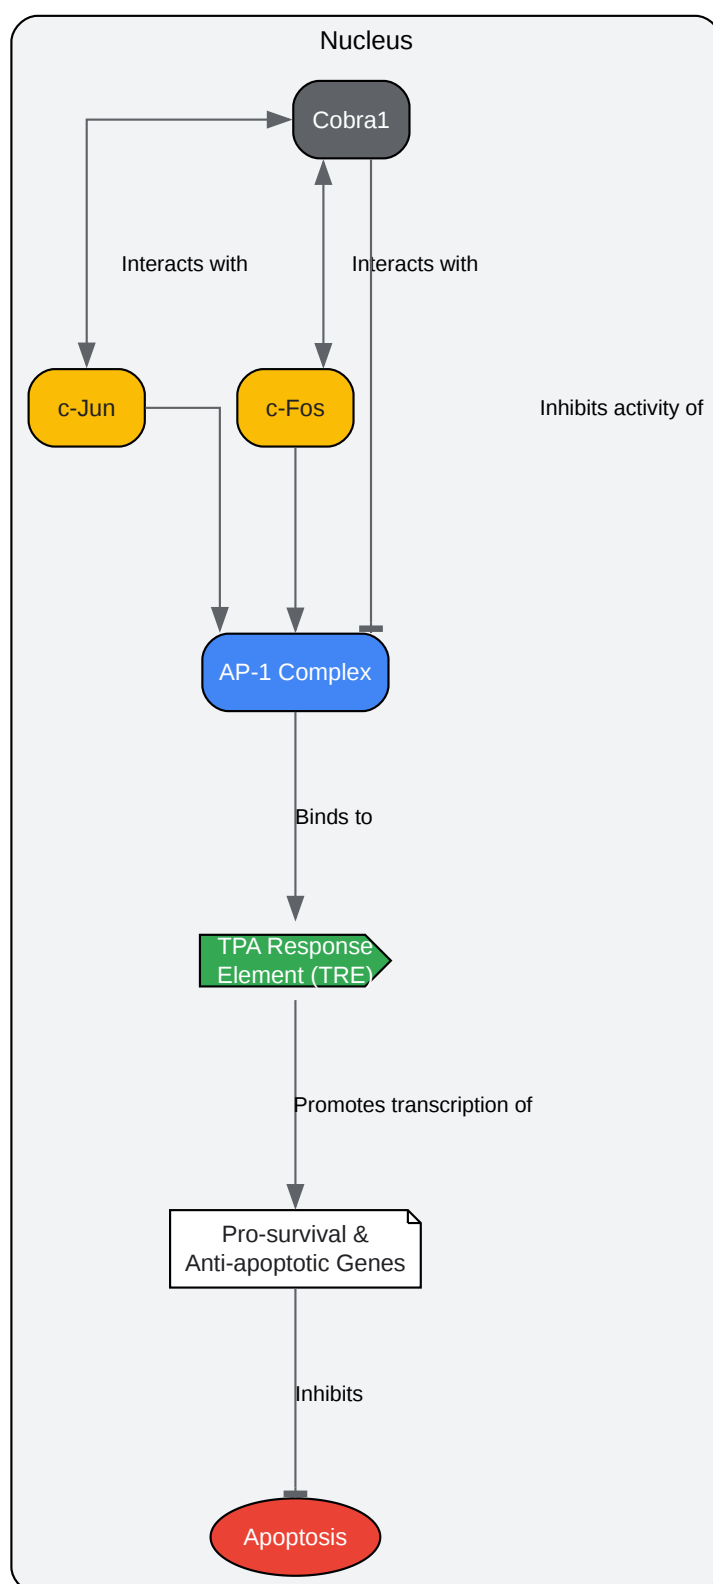 Nucleus
Cobra1
Interacts with
Interacts with
c-Jun
c-Fos
Inhibits activity of
AP-1 Complex
Binds to
TPA Response
Element (TRE)
Promotes transcription of
Pro-survival &
Anti-apoptotic Genes
Inhibits
Apoptosis